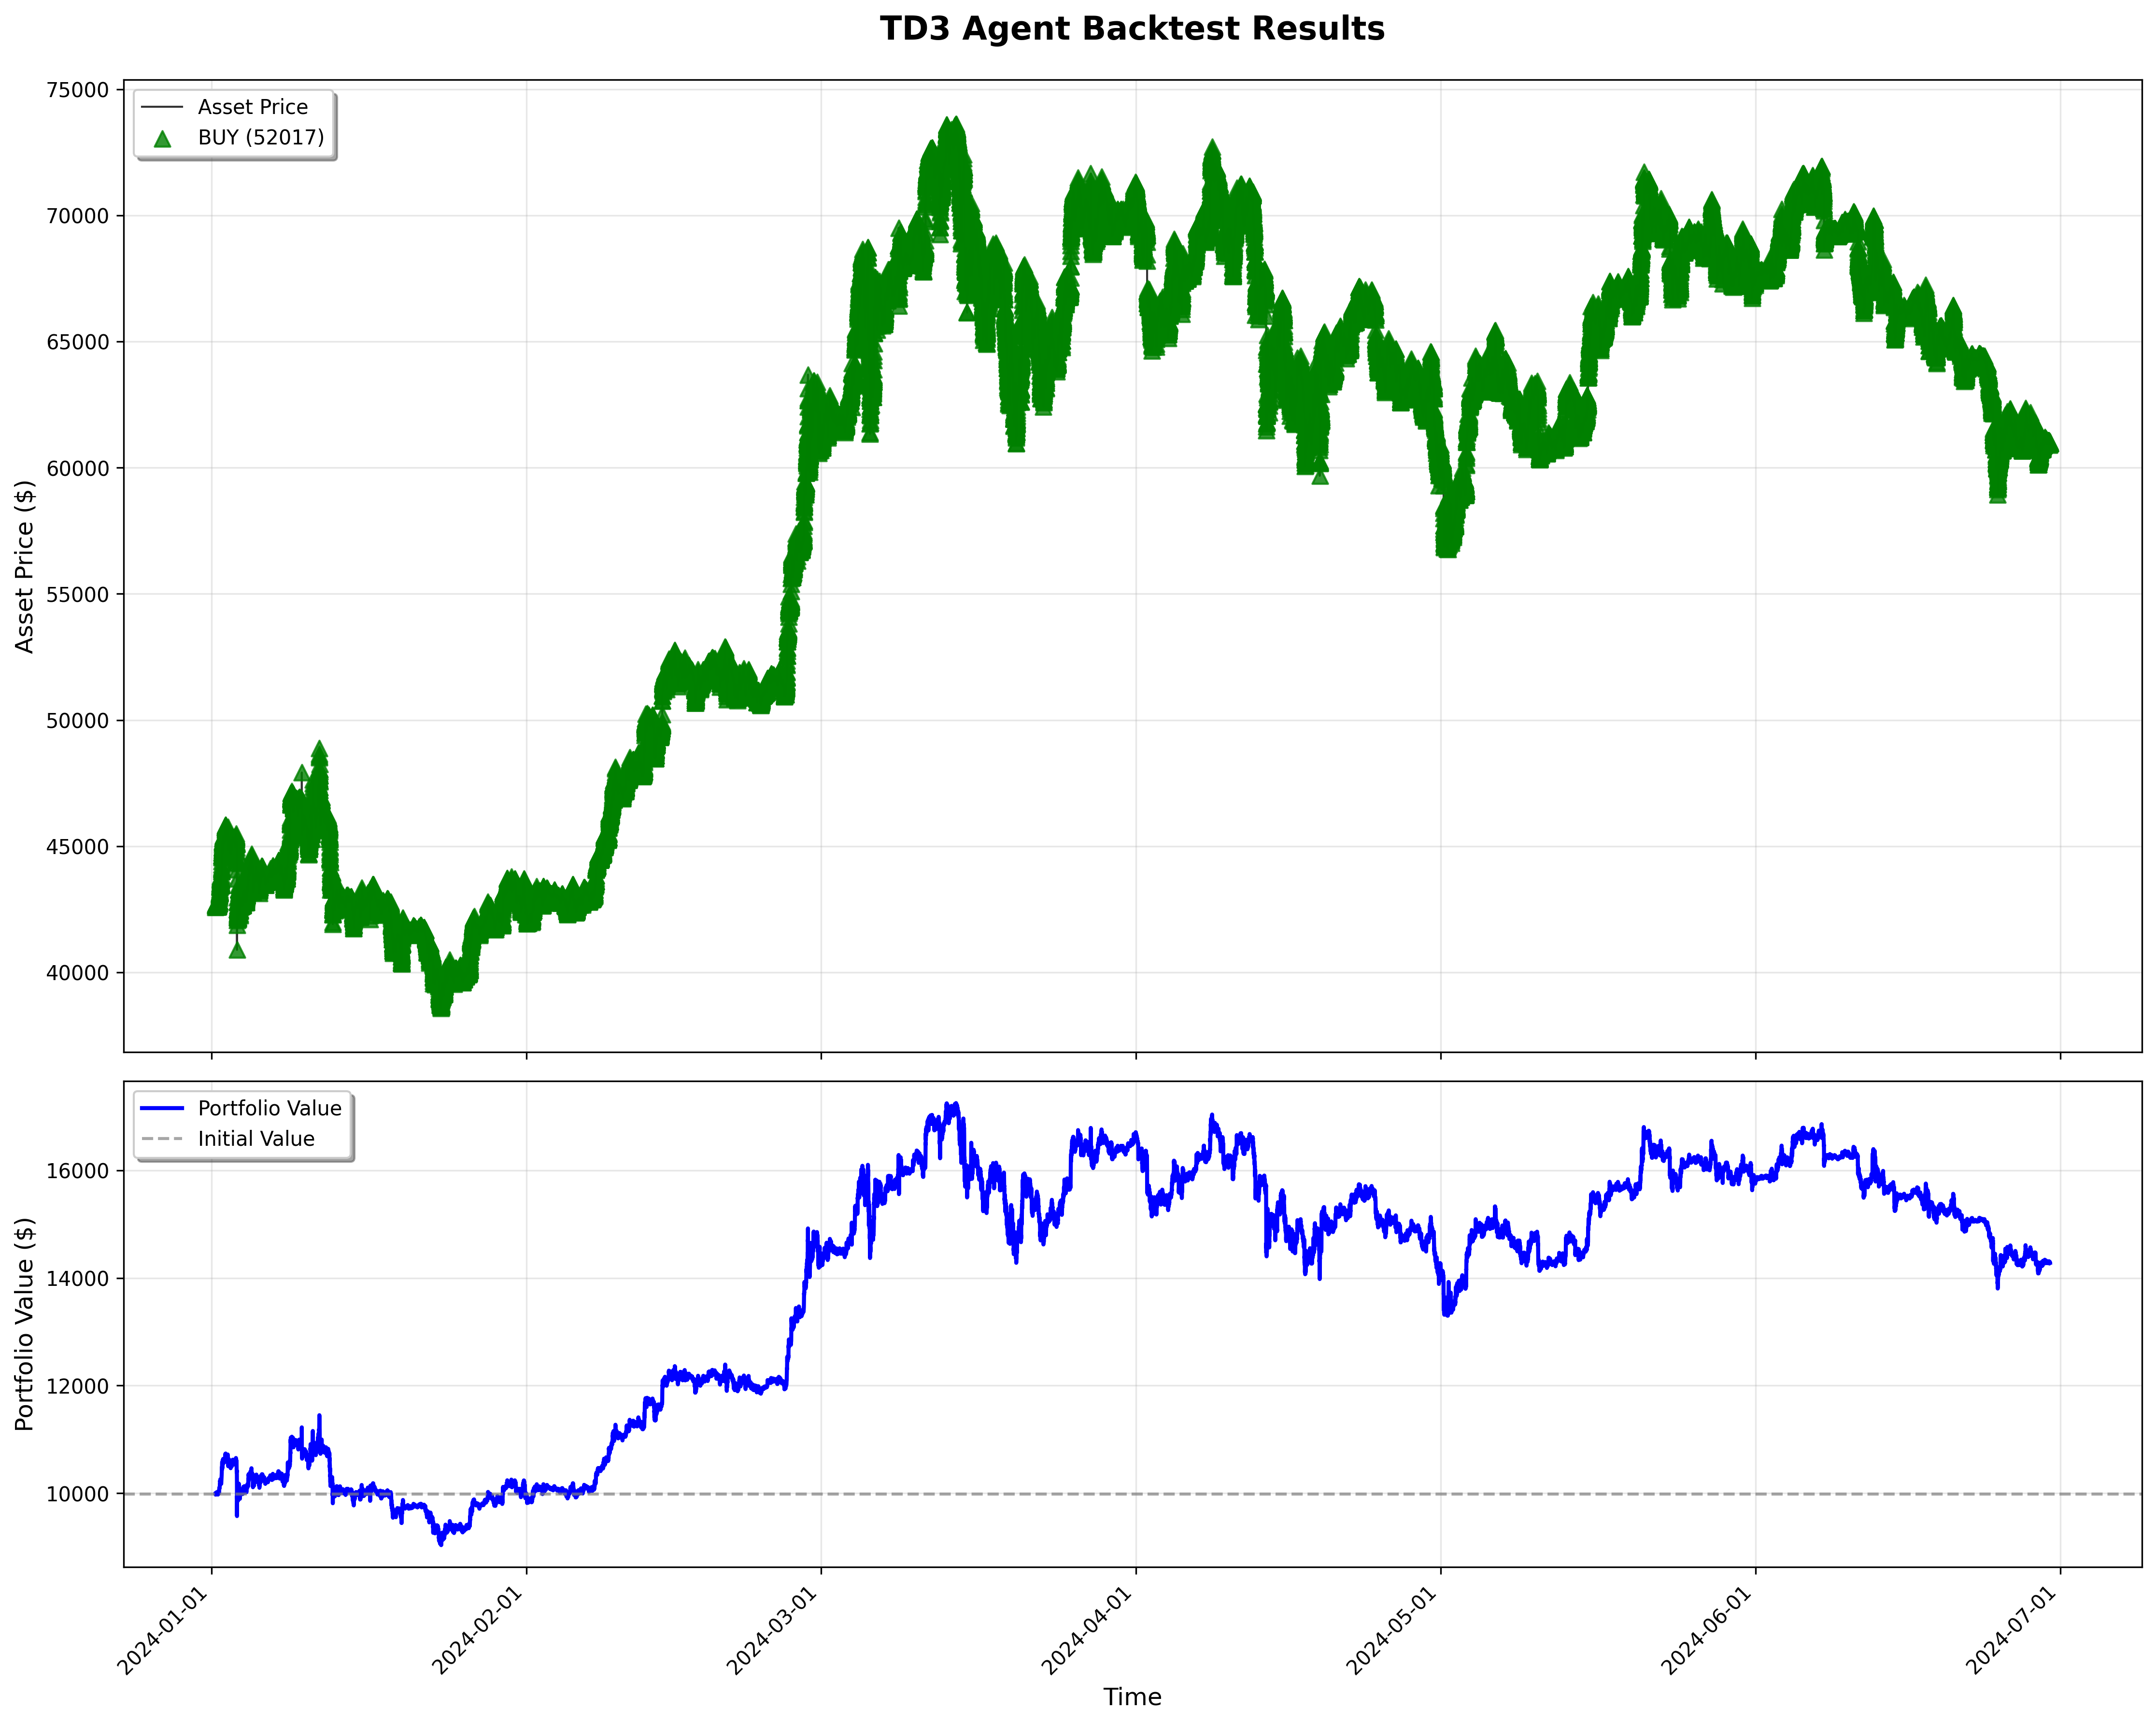 TD3 Agent Backtest Results
75000
70000
65000
60000
55000
50000
45000
40000
Asset Price ($)
Asset Price
BUY (52017)
16000
14000
12000
10000
Portfolio Value ($)
Portfolio Value
Initial Value
2024-01-01
2024-02-01
2024-03-01
2024-04-01
2024-05-01
2024-06-01
2024-07-01
Time